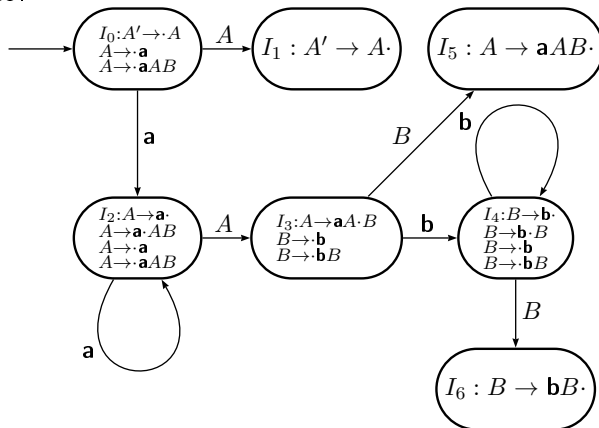 I₀:A′→·A
A→·a
A→·aAB
A
I₁ : A′ → A·
I₅ : A → aAB·
a
B
b
I₂:A→a·
A→a·AB
A→·a
A→·aAB
A
I₃:A→aA·B
B→·b
B→·bB
b
I₄:B→b·
B→b·B
B→·b
B→·bB
a
B
I₆ : B → bB·